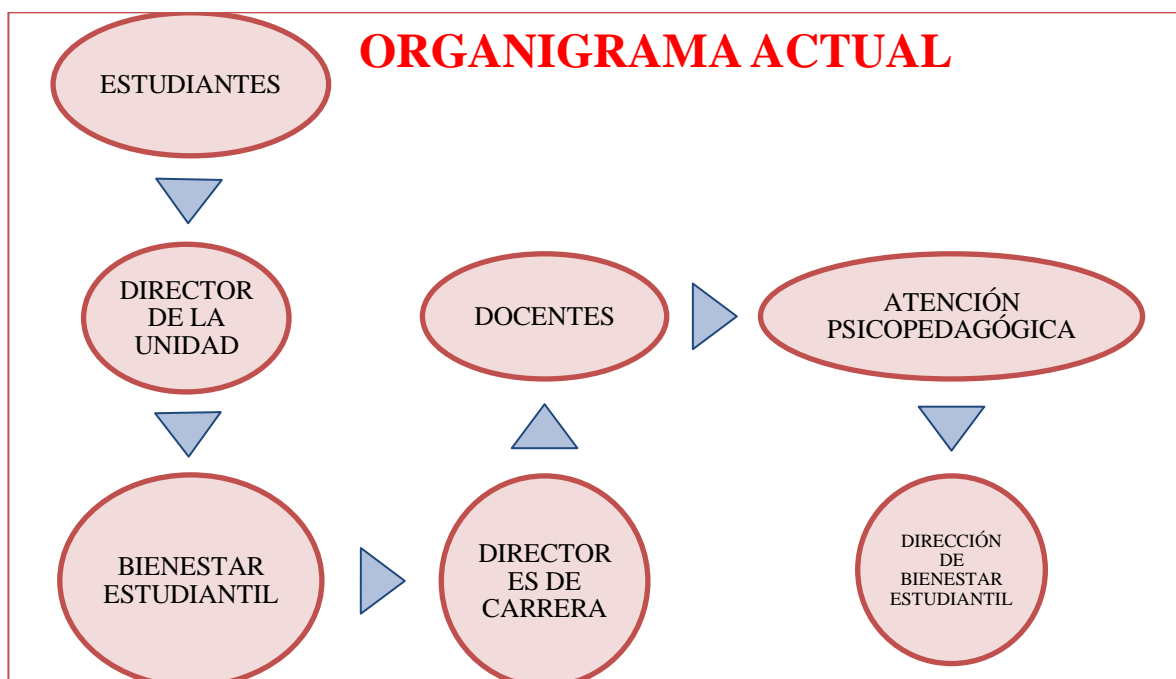 ORGANIGRAMA ACTUAL
ESTUDIANTES
DIRECTOR
DE LA
UNIDAD
BIENESTAR
ESTUDIANTIL
DIRECTOR
ES DE
CARRERA
DOCENTES
ATENCIÓN
PSICOPEDAGÓGICA
DIRECCIÓN
DE
BIENESTAR
ESTUDIANTIL